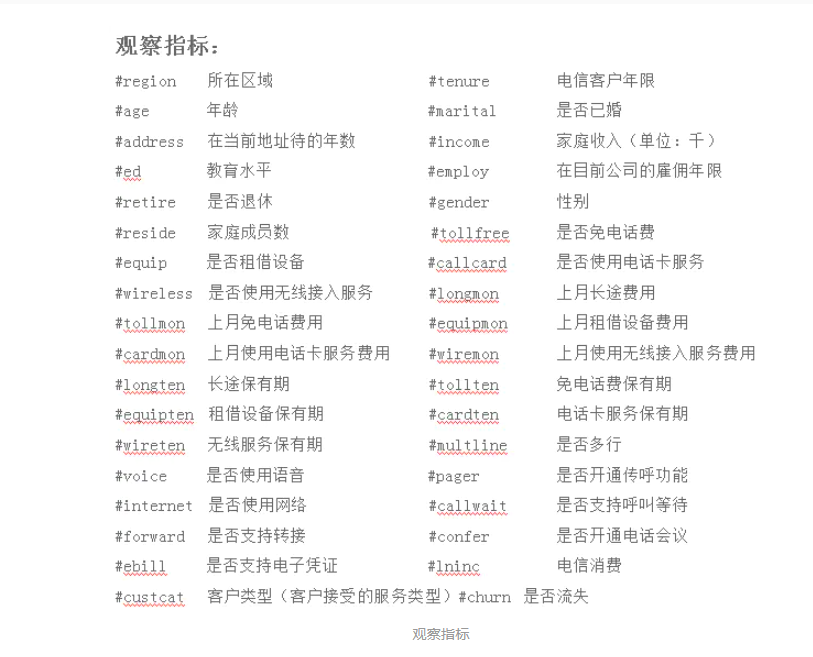 观察指标：
#region 所在区域 #tenure 电信客户年限
#age 年龄 #marital 是否已婚
#address 在当前地址待的年数 #income 家庭收入（单位：千）
#ed 教育水平 #employ 在目前公司的雇佣年限
#retire 是否退休 #gender 性别
#reside 家庭成员数 #tollfree 是否免电话费
#equip 是否租借设备 #callcard 是否使用电话卡服务
#wireless 是否使用无线接入服务 #longmon 上月长途费用
#tollmon 上月免电话费用 #equipmon 上月租借设备费用
#cardmon 上月使用电话卡服务费用 #wiremon 上月使用无线接入服务费用
#longten 长途保有期 #tollten 免电话费保有期
#equipten 租借设备保有期 #cardten 电话卡服务保有期
#wireten 无线服务保有期 #multline 是否多行
#voice 是否使用语音 #pager 是否开通传呼功能
#internet 是否使用网络 #callwait 是否支持呼叫等待
#forward 是否支持转接 #confer 是否开通电话会议
#ebill 是否支持电子凭证 #lninc 电信消费
#custcat 客户类型（客户接受的服务类型）#churn 是否流失
观察指标